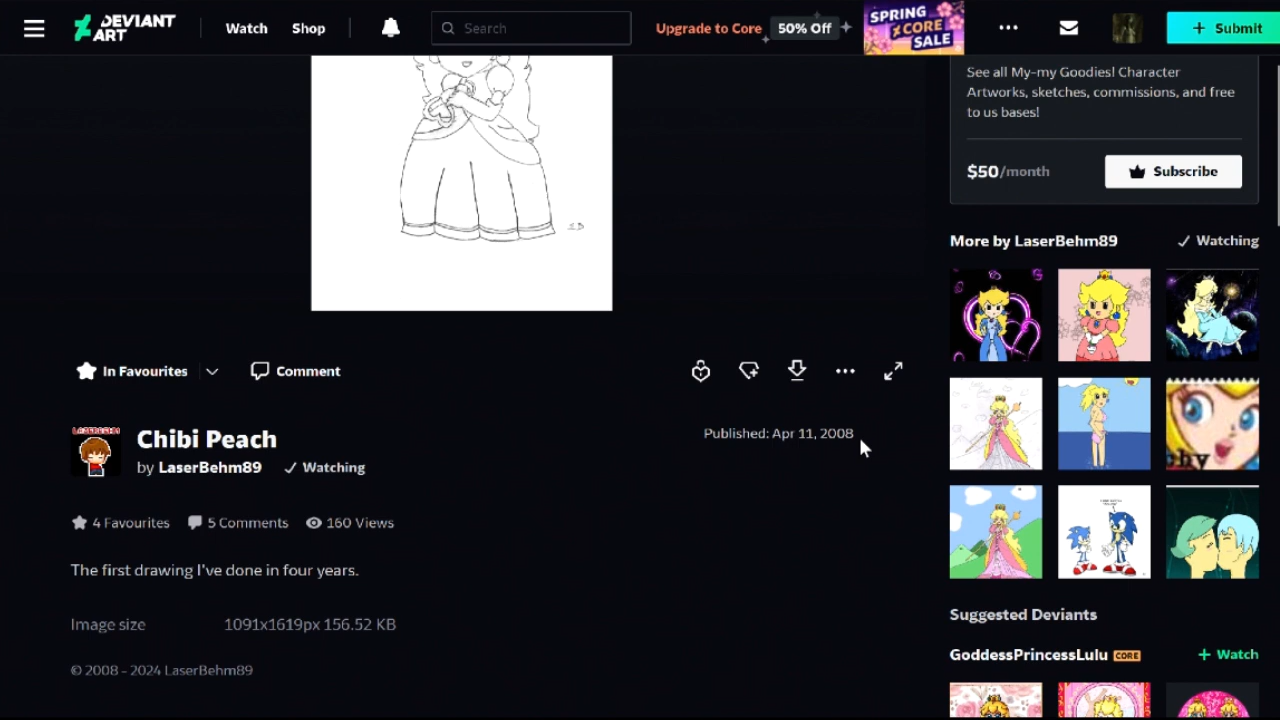 DEVIANT
ART
Watch
Shop
Search
Upgrade to Core
50% Off
SPRING
CORE
SALE
Submit
See all My-my Goodies! Character
Artworks, sketches, commissions, and free
to us bases!
$50/month
Subscribe
More by LaserBehm89
Watching
In Favourites
Comment
Chibi Peach
by LaserBehm89
Watching
Published: Apr 11, 2008
4 Favourites
5 Comments
160 Views
The first drawing I've done in four years.
Image size
1091x1619px 156.52 KB
© 2008 - 2024 LaserBehm89
Suggested Deviants
GoddessPrincessLulu
CORE
+ Watch